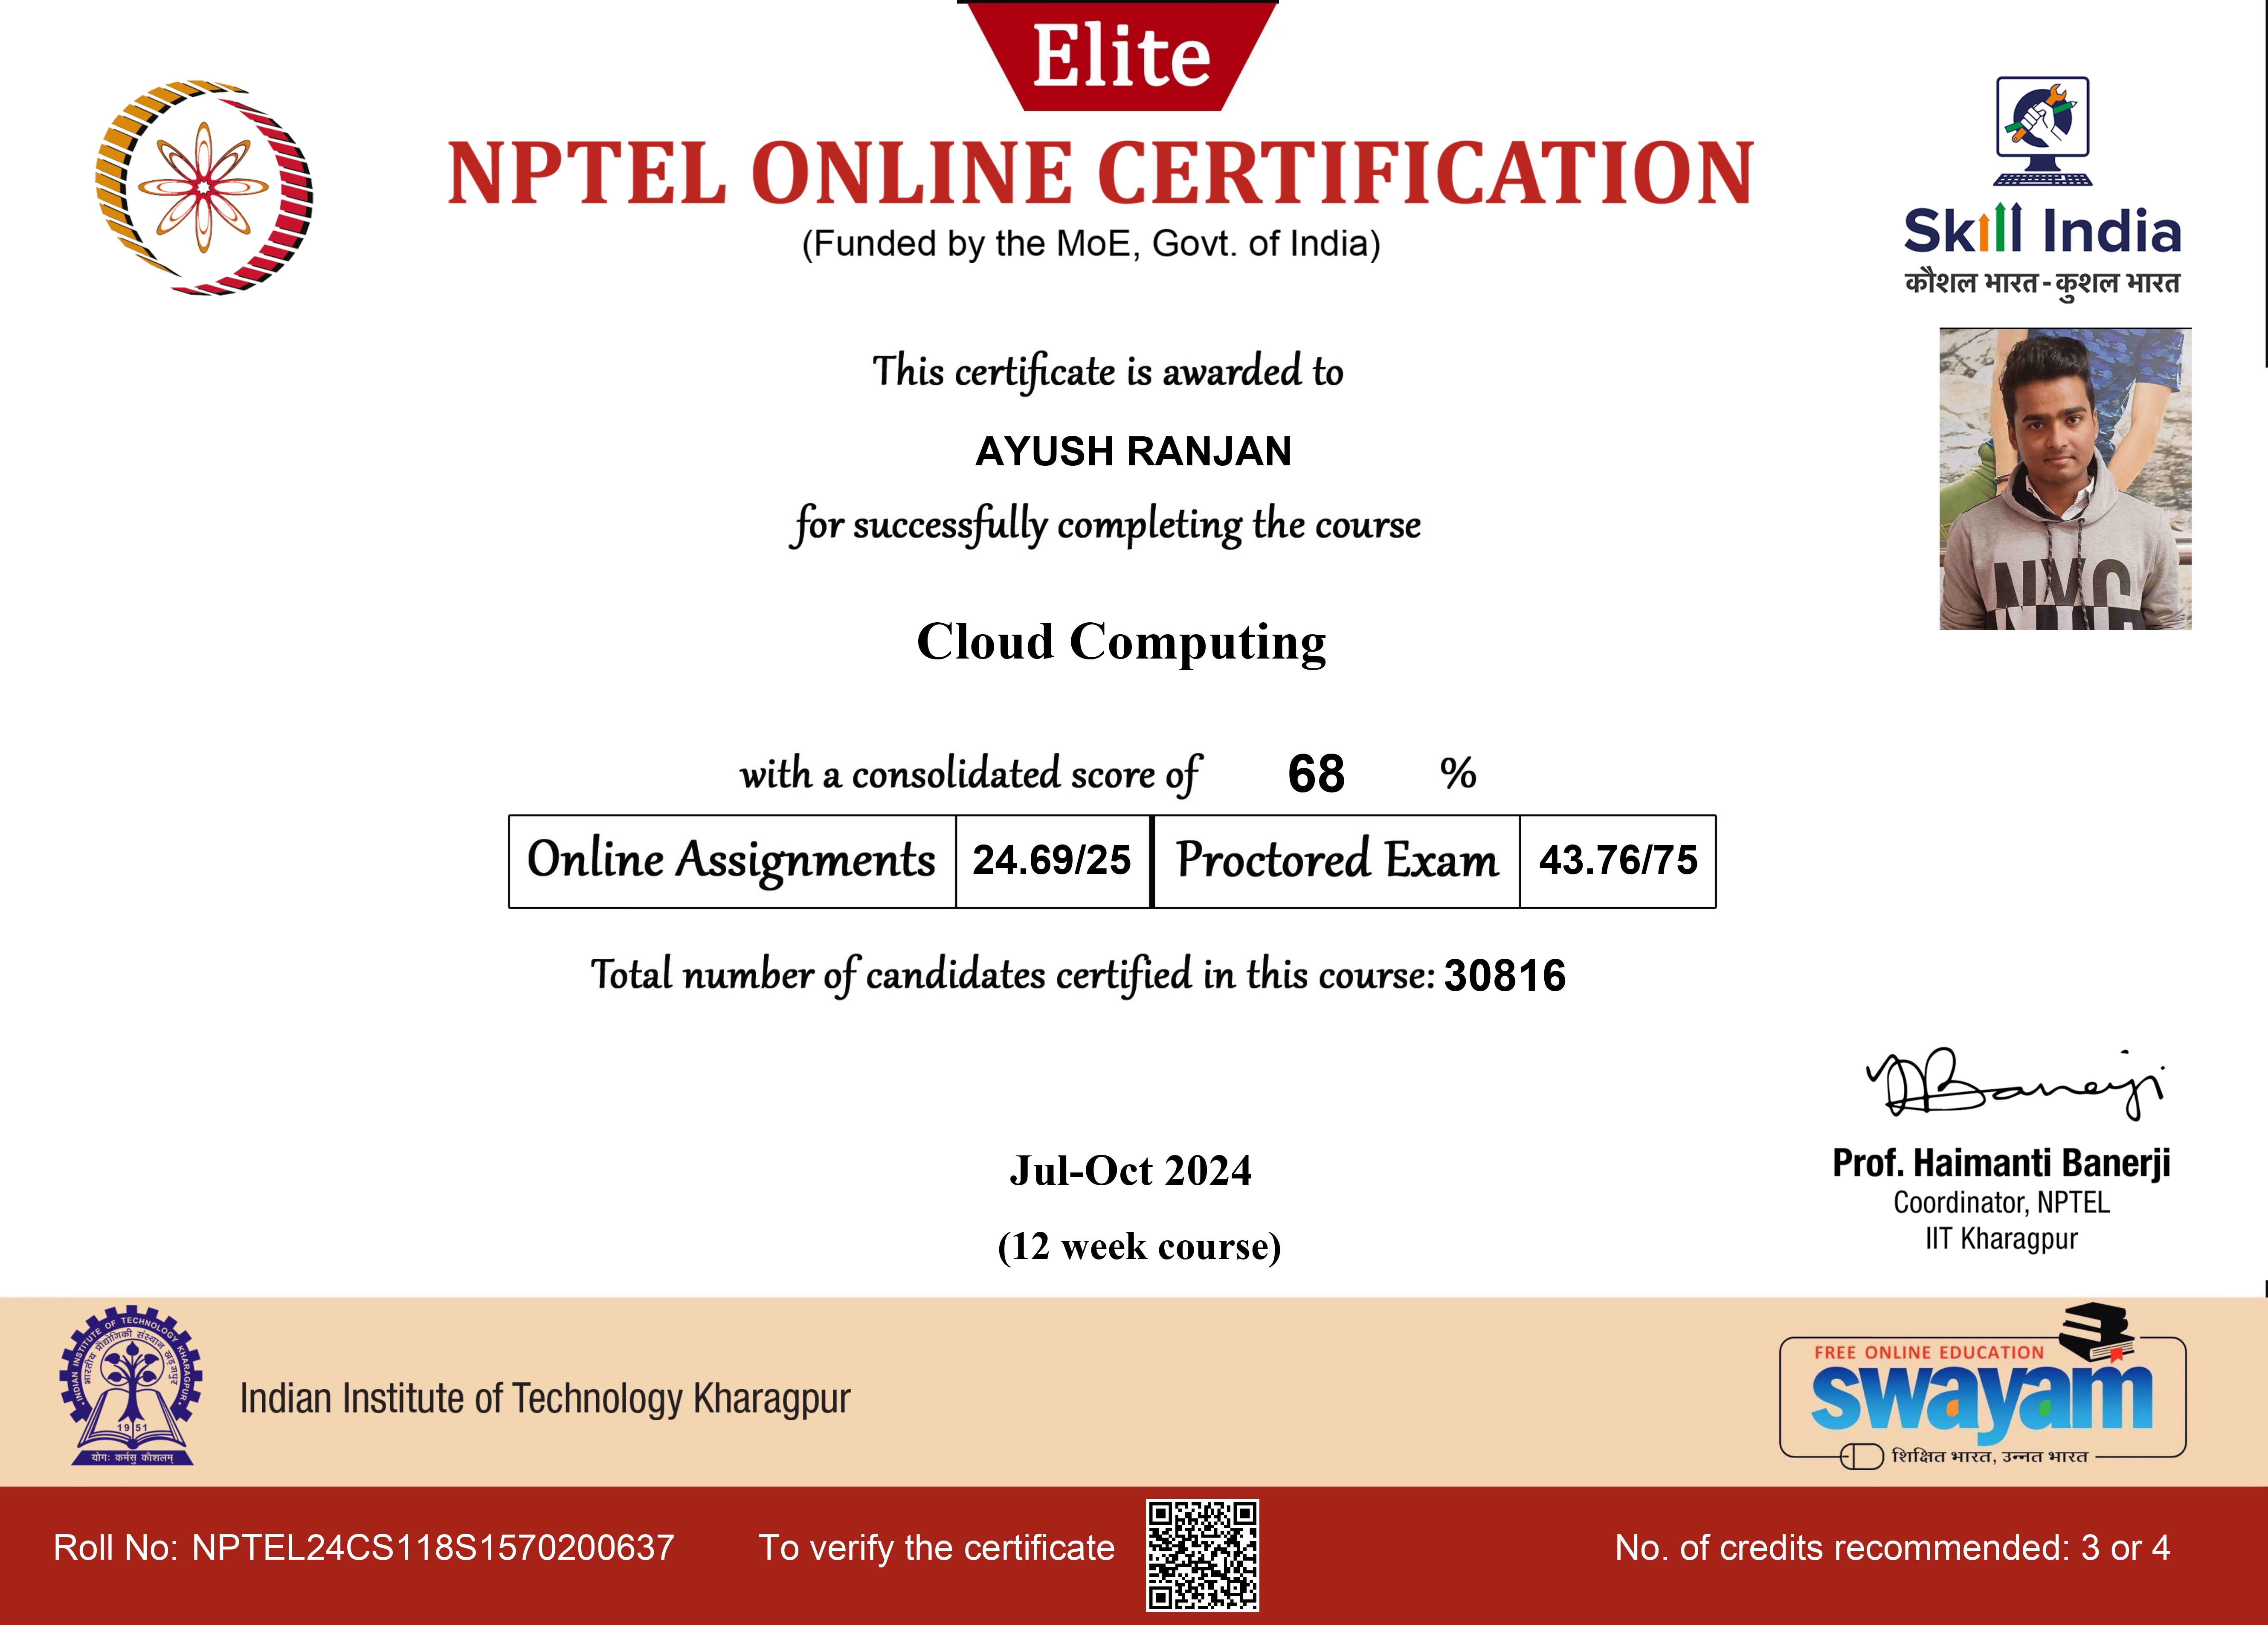 Elite
NPTEL ONLINE CERTIFICATION
(Funded by the MoE, Govt. of India)
Skill India
कौशल भारत - कुशल भारत
This certificate is awarded to
AYUSH RANJAN
for successfully completing the course
Cloud Computing
with a consolidated score of 68 %
Online Assignments 24.69/25 Proctored Exam 43.76/75
Total number of candidates certified in this course: 30816
NYC
Banerji
Prof. Haimanti Banerji
Coordinator, NPTEL
IIT Kharagpur
Jul-Oct 2024
(12 week course)
INDIAN INSTITUTE OF TECHNOLOGY KHARAGPUR
भारतीय प्रौद्योगिकी संस्थान खड़गपुर
1951
योगः कर्मसु कौशलम्
Indian Institute of Technology Kharagpur
FREE ONLINE EDUCATION
swayam
शिक्षित भारत, उन्नत भारत
Roll No: NPTEL24CS118S1570200637
To verify the certificate
No. of credits recommended: 3 or 4